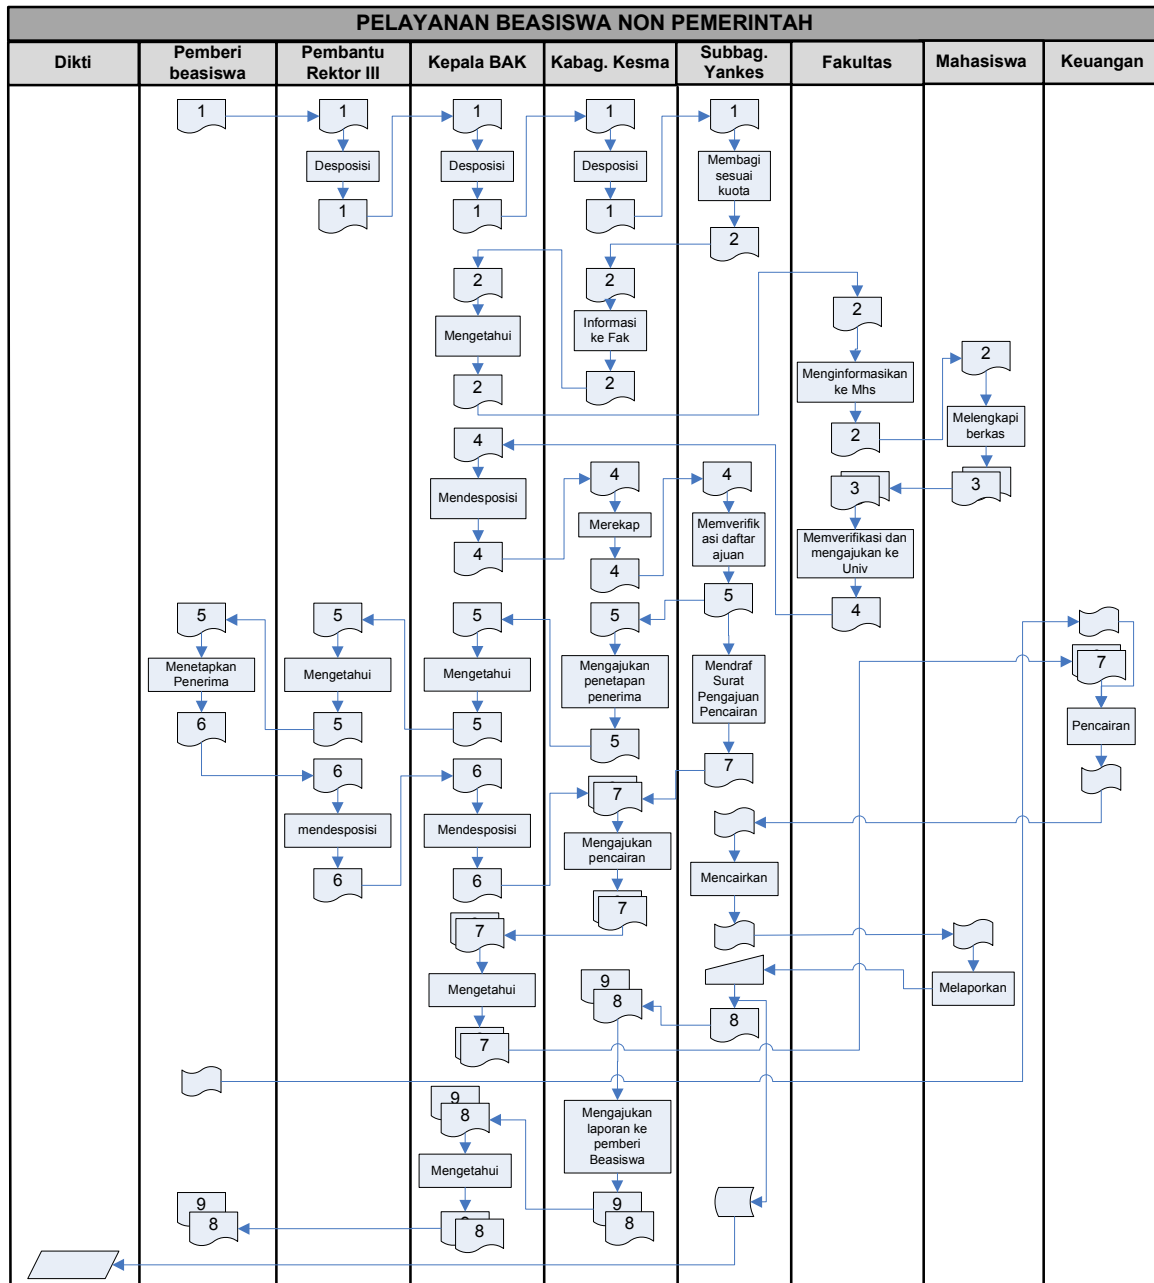 PELAYANAN BEASISWA NON PEMERINTAH
Dikti
Pemberi
beasiswa
Pembantu
Rektor III
Kepala BAK
Kabag. Kesma
Subbag.
Yankes
Fakultas
Mahasiswa
Keuangan
1
1
1
1
1
Desposisi
Desposisi
Desposisi
Membagi
sesuai
kuota
1
1
1
2
2
2
2
Mengetahui
Informasi
ke Fak
Menginformasikan
ke Mhs
2
2
2
2
Melengkapi
berkas
3
4
4
4
3
Mendesposisi
Merekap
Memverifik
asi daftar
ajuan
Memverifikasi dan
mengajukan ke
Univ
4
4
5
4
5
5
5
5
Menetapkan
Penerima
Mengetahui
Mengetahui
Mengajukan
penetapan
penerima
Mendraf
Surat
Pengajuan
Pencairan
7
Pencairan
6
5
5
5
7
6
6
7
mendesposisi
Mendesposisi
Mengajukan
pencairan
Mencairkan
6
6
7
7
Mengetahui
9
8
8
Melaporkan
7
9
8
Mengajukan
laporan ke
pemberi
Beasiswa
Mengetahui
9
8
8
9
8